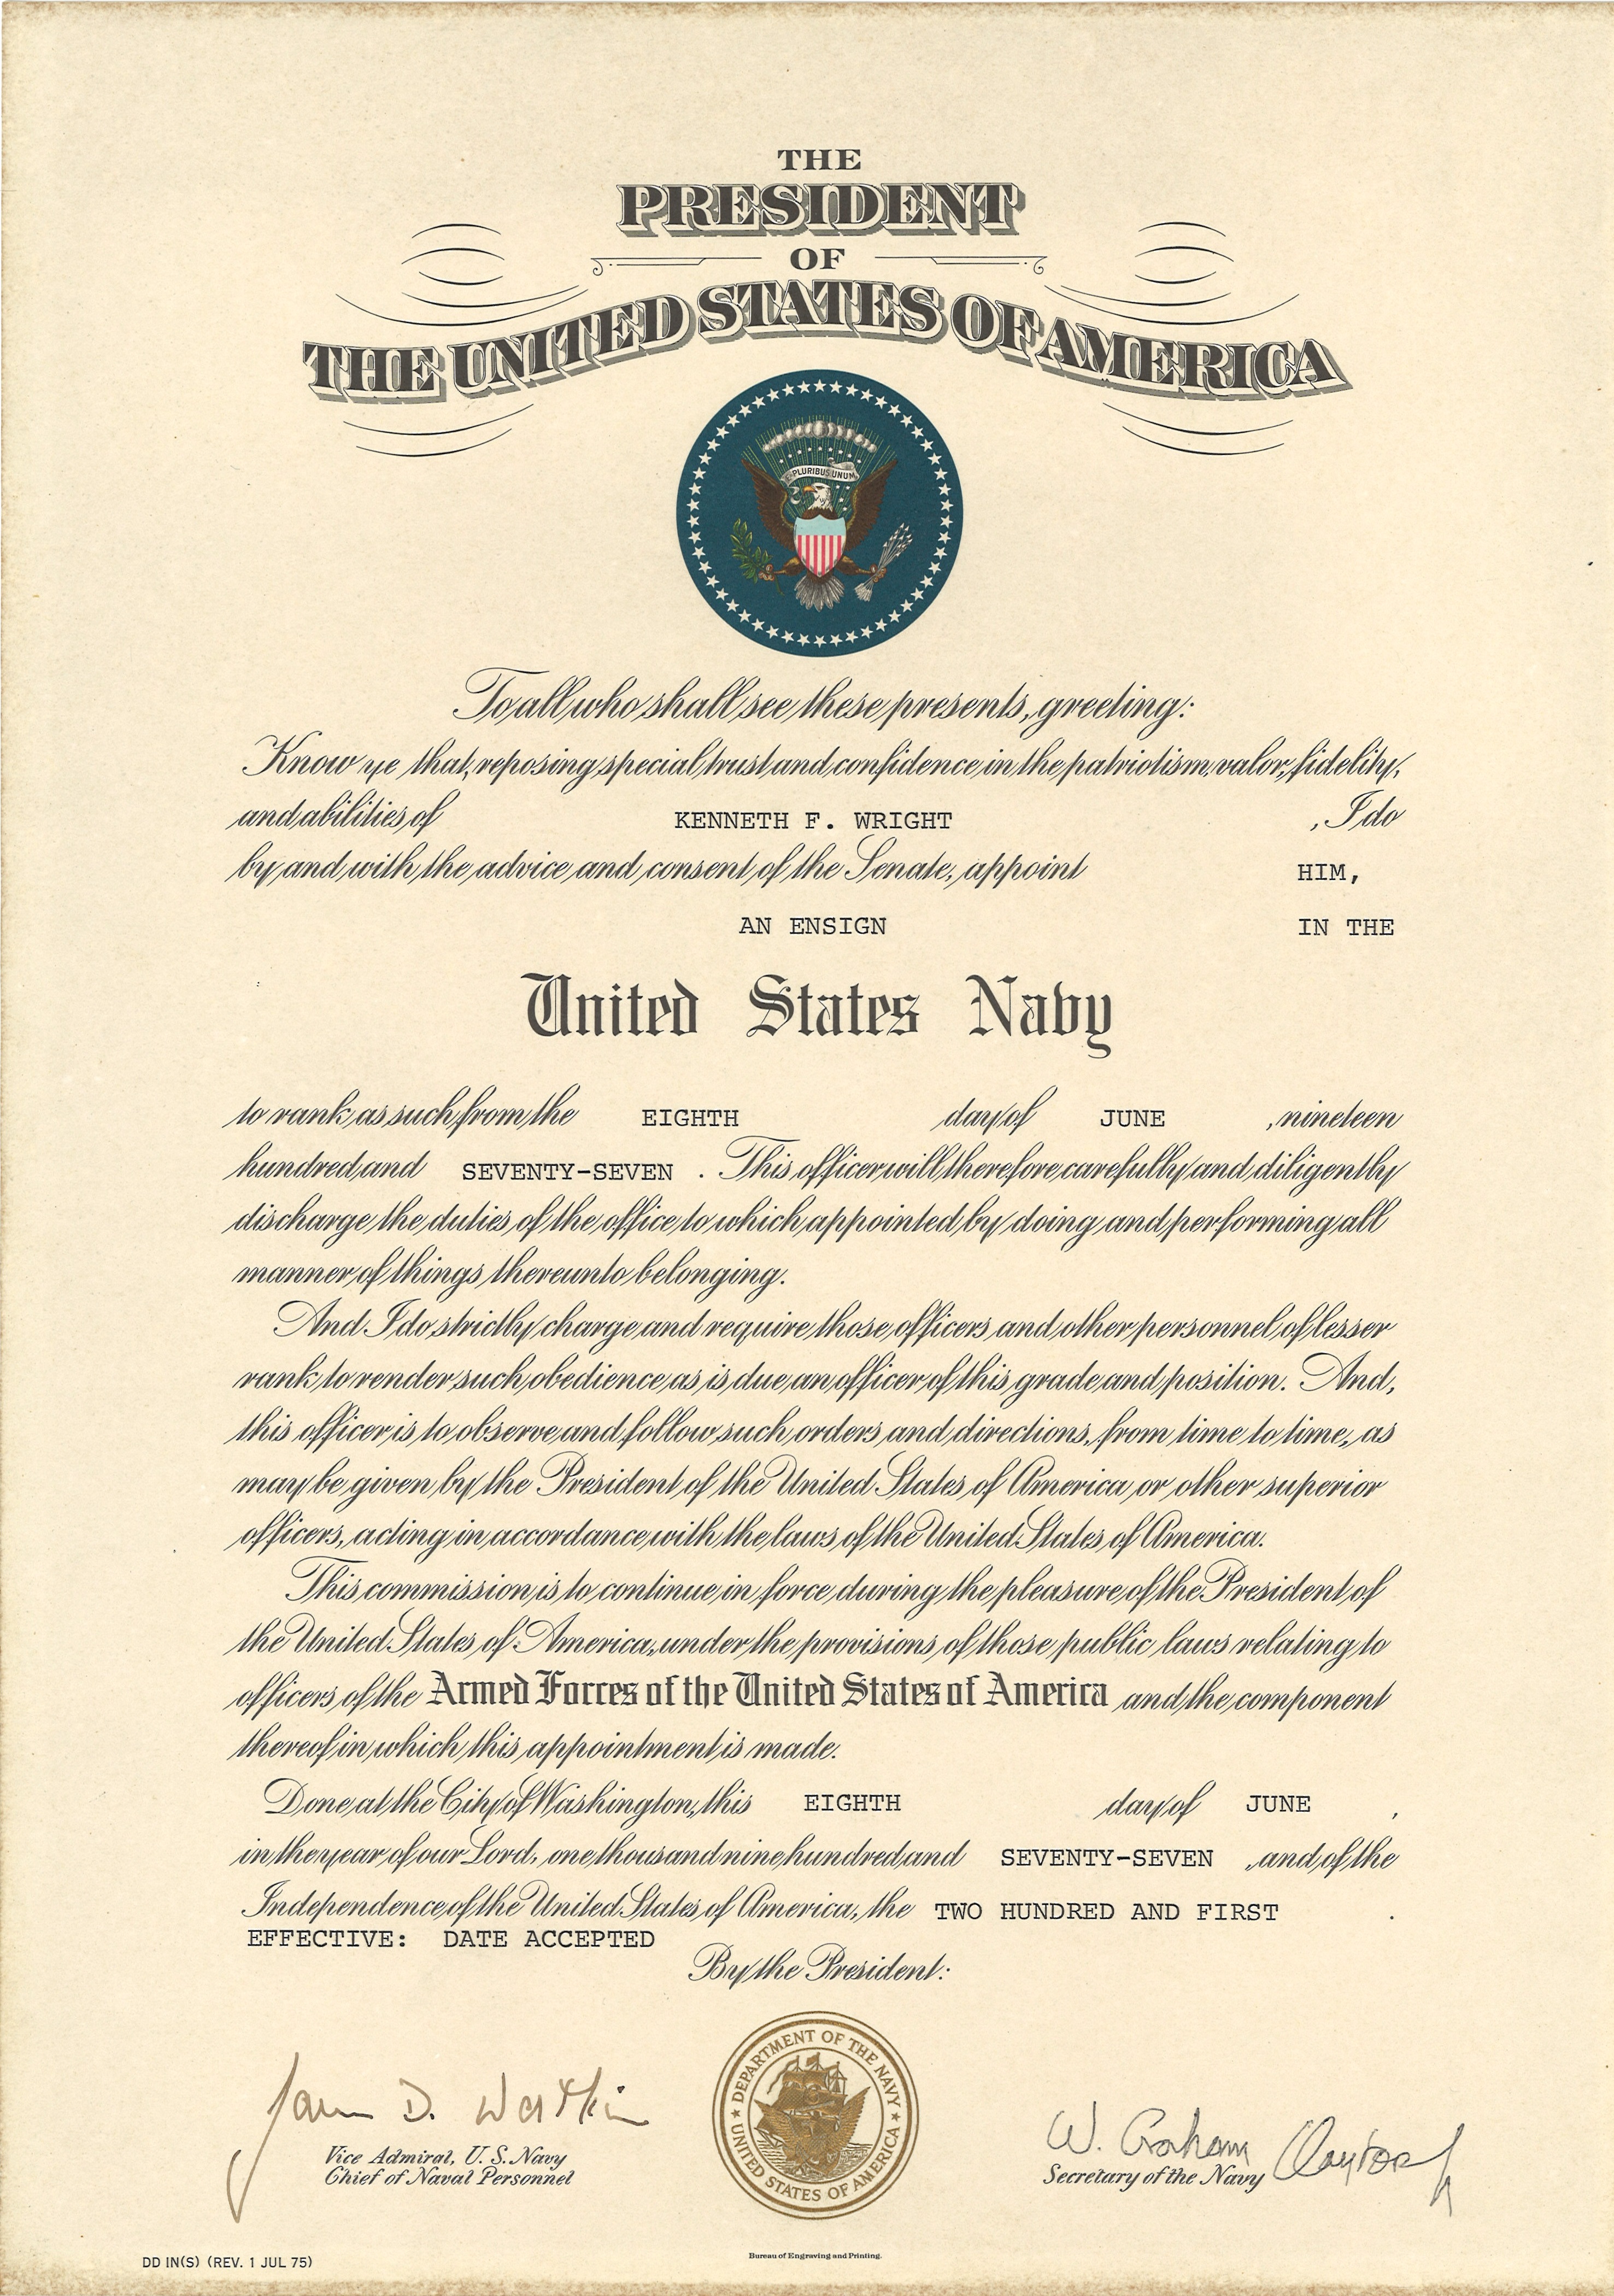 THE
PRESIDENT
OF
THE UNITED STATES OF AMERICA
E PLURIBUS UNUM
To all who shall see these presents, greeting:
Know ye that, reposing special trust and confidence in the patriotism, valor, fidelity,
and abilities of KENNETH F. WRIGHT , I do
by and with the advice and consent of the Senate, appoint HIM,
AN ENSIGN IN THE
United States Navy
to rank as such from the EIGHTH day of JUNE , nineteen
hundred and SEVENTY-SEVEN . This officer will therefore carefully and diligently
discharge the duties of the office to which appointed by doing and performing all
manner of things thereunto belonging.
And I do strictly charge and require those officers and other personnel of lesser
rank to render such obedience as is due an officer of this grade and position. And,
this officer is to observe and follow such orders and directions, from time to time, as
may be given by the President of the United States of America or other superior
officers, acting in accordance with the laws of the United States of America.
This commission is to continue in force during the pleasure of the President of
the United States of America, under the provisions of those public laws relating to
officers of the Armed Forces of the United States of America and the component
thereof in which this appointment is made.
Done at the City of Washington, this EIGHTH day of JUNE ,
in the year of our Lord, one thousand nine hundred and SEVENTY-SEVEN , and of the
Independence of the United States of America, the TWO HUNDRED AND FIRST .
EFFECTIVE: DATE ACCEPTED
By the President:
DEPARTMENT OF THE NAVY
UNITED STATES OF AMERICA
James D. Watkins
Vice Admiral, U. S. Navy
Chief of Naval Personnel
W. Graham Claytor Jr
Secretary of the Navy
DD IN(S) (REV. 1 JUL 75)
Bureau of Engraving and Printing.